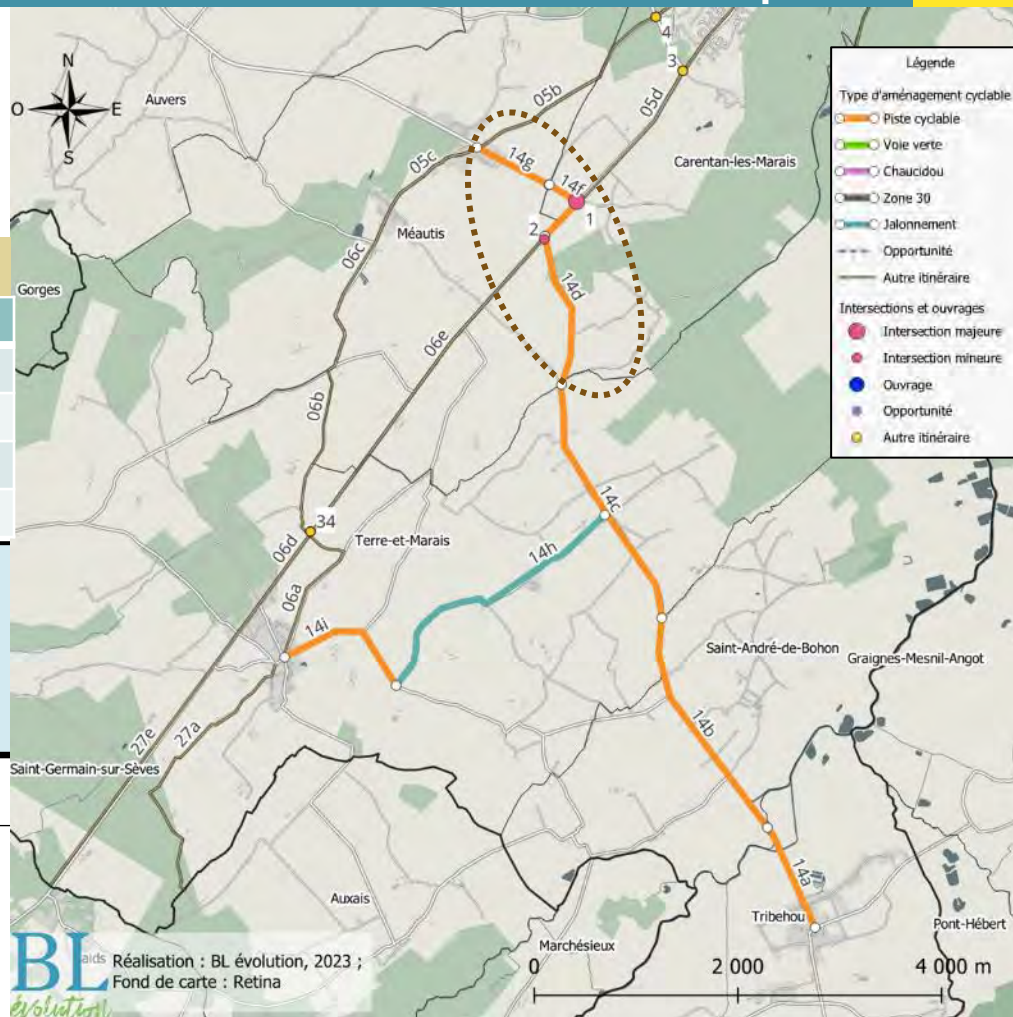 N
O
E
S
Auvers
4
3
05b
05d
Carentan-les-Marais
05c
14g
14f
1
2
Méautis
06c
14d
Gorges
06e
06b
14c
34
06d
Terre-et-Marais
14h
06a
14i
Saint-André-de-Bohon
Graignes-Mesnil-Angot
27e
27a
14b
Saint-Germain-sur-Sèves
14a
Auxais
Tribehou
Pont-Hébert
Marchésieux
Légende
Type d'aménagement cyclable
Piste cyclable
Voie verte
Chaucidou
Zone 30
Jalonnement
Opportunité
Autre itinéraire
Intersections et ouvrages
Intersection majeure
Intersection mineure
Ouvrage
Opportunité
Autre itinéraire
BL
évolution
Réalisation : BL évolution, 2023 ;
Fond de carte : Retina
0 2 000 4 000 m